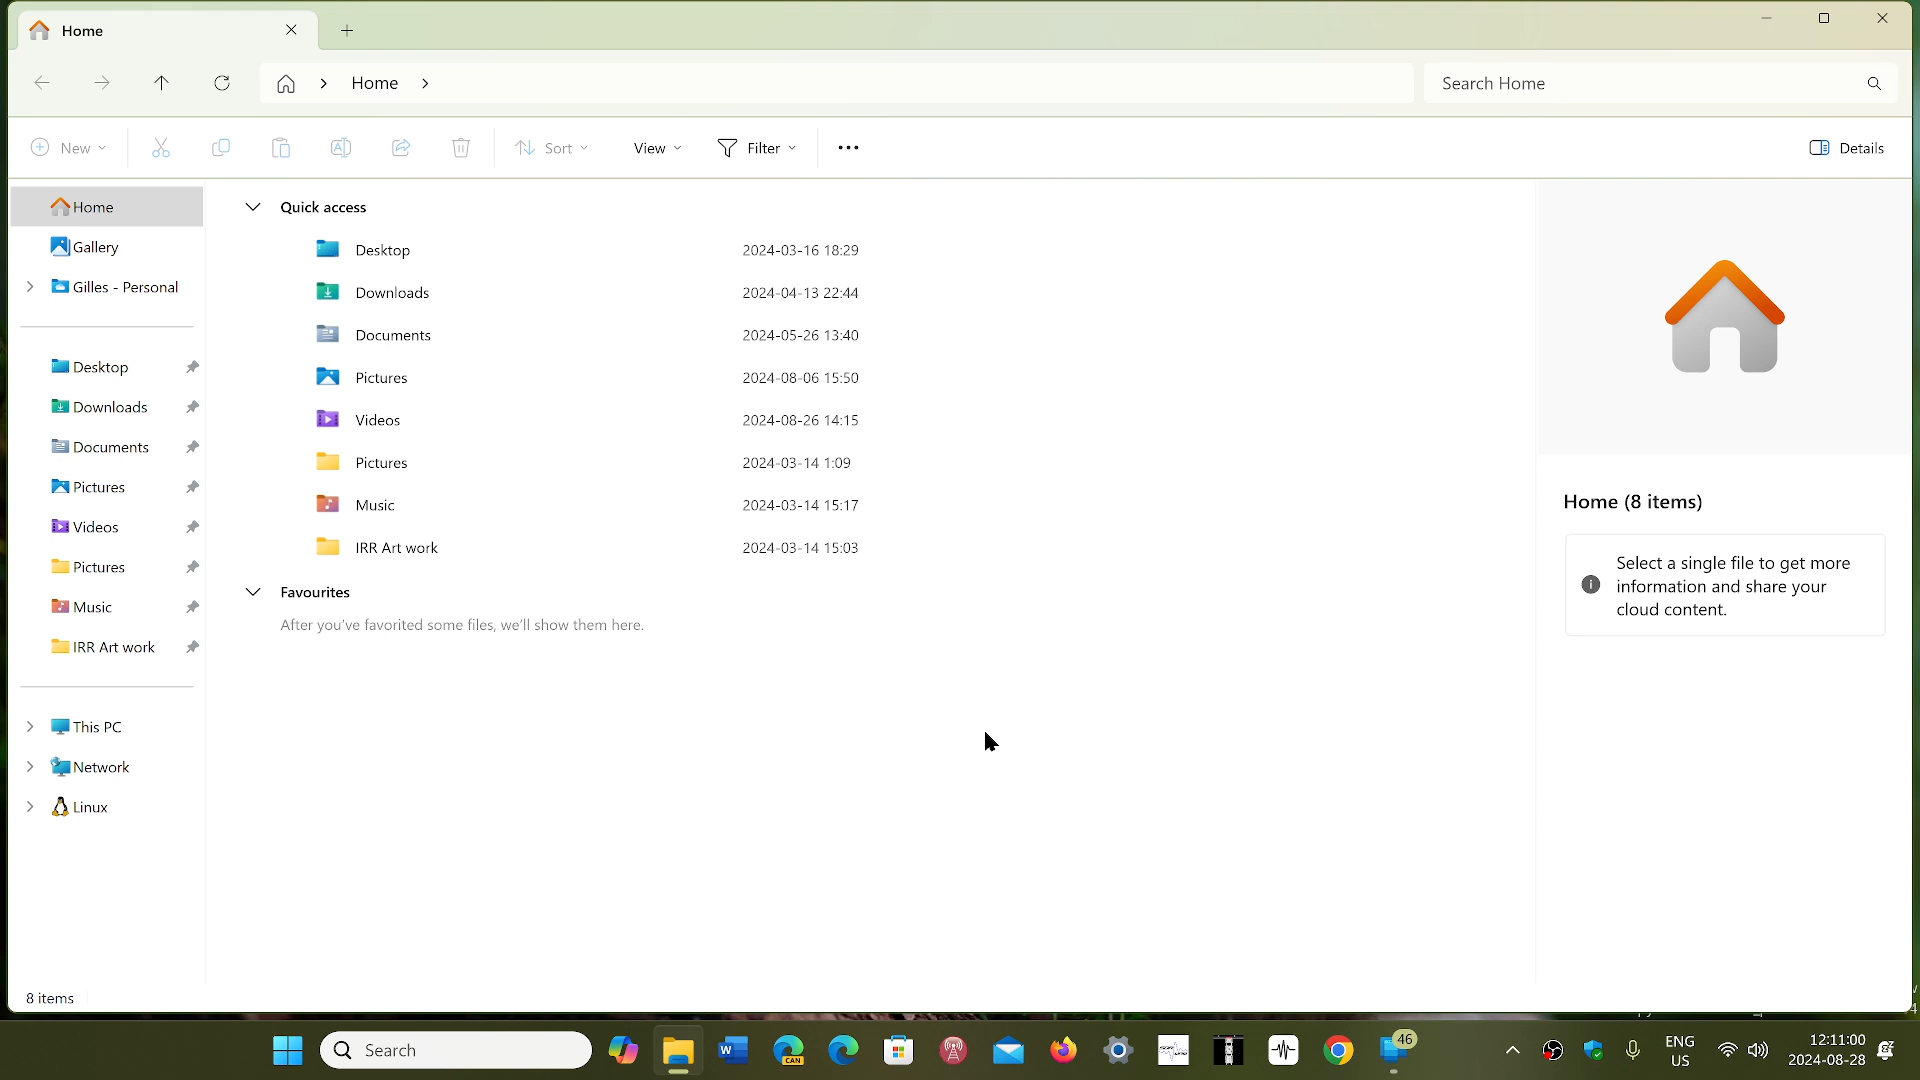 Home
Home
Search Home
New
Sort
View
Filter
Details
Home
Gallery
Gilles - Personal
Desktop
Downloads
Documents
Pictures
Videos
Pictures
Music
IRR Art work
This PC
Network
Linux
Quick access
Desktop 2024-03-16 18:29
Downloads 2024-04-13 22:44
Documents 2024-05-26 13:40
Pictures 2024-08-06 15:50
Videos 2024-08-26 14:15
Pictures 2024-03-14 1:09
Music 2024-03-14 15:17
IRR Art work 2024-03-14 15:03
Favourites
After you've favorited some files, we'll show them here.
Home (8 items)
Select a single file to get more
information and share your
cloud content.
8 items
Search
CAN
46
ENG
US
12:11:00
2024-08-28